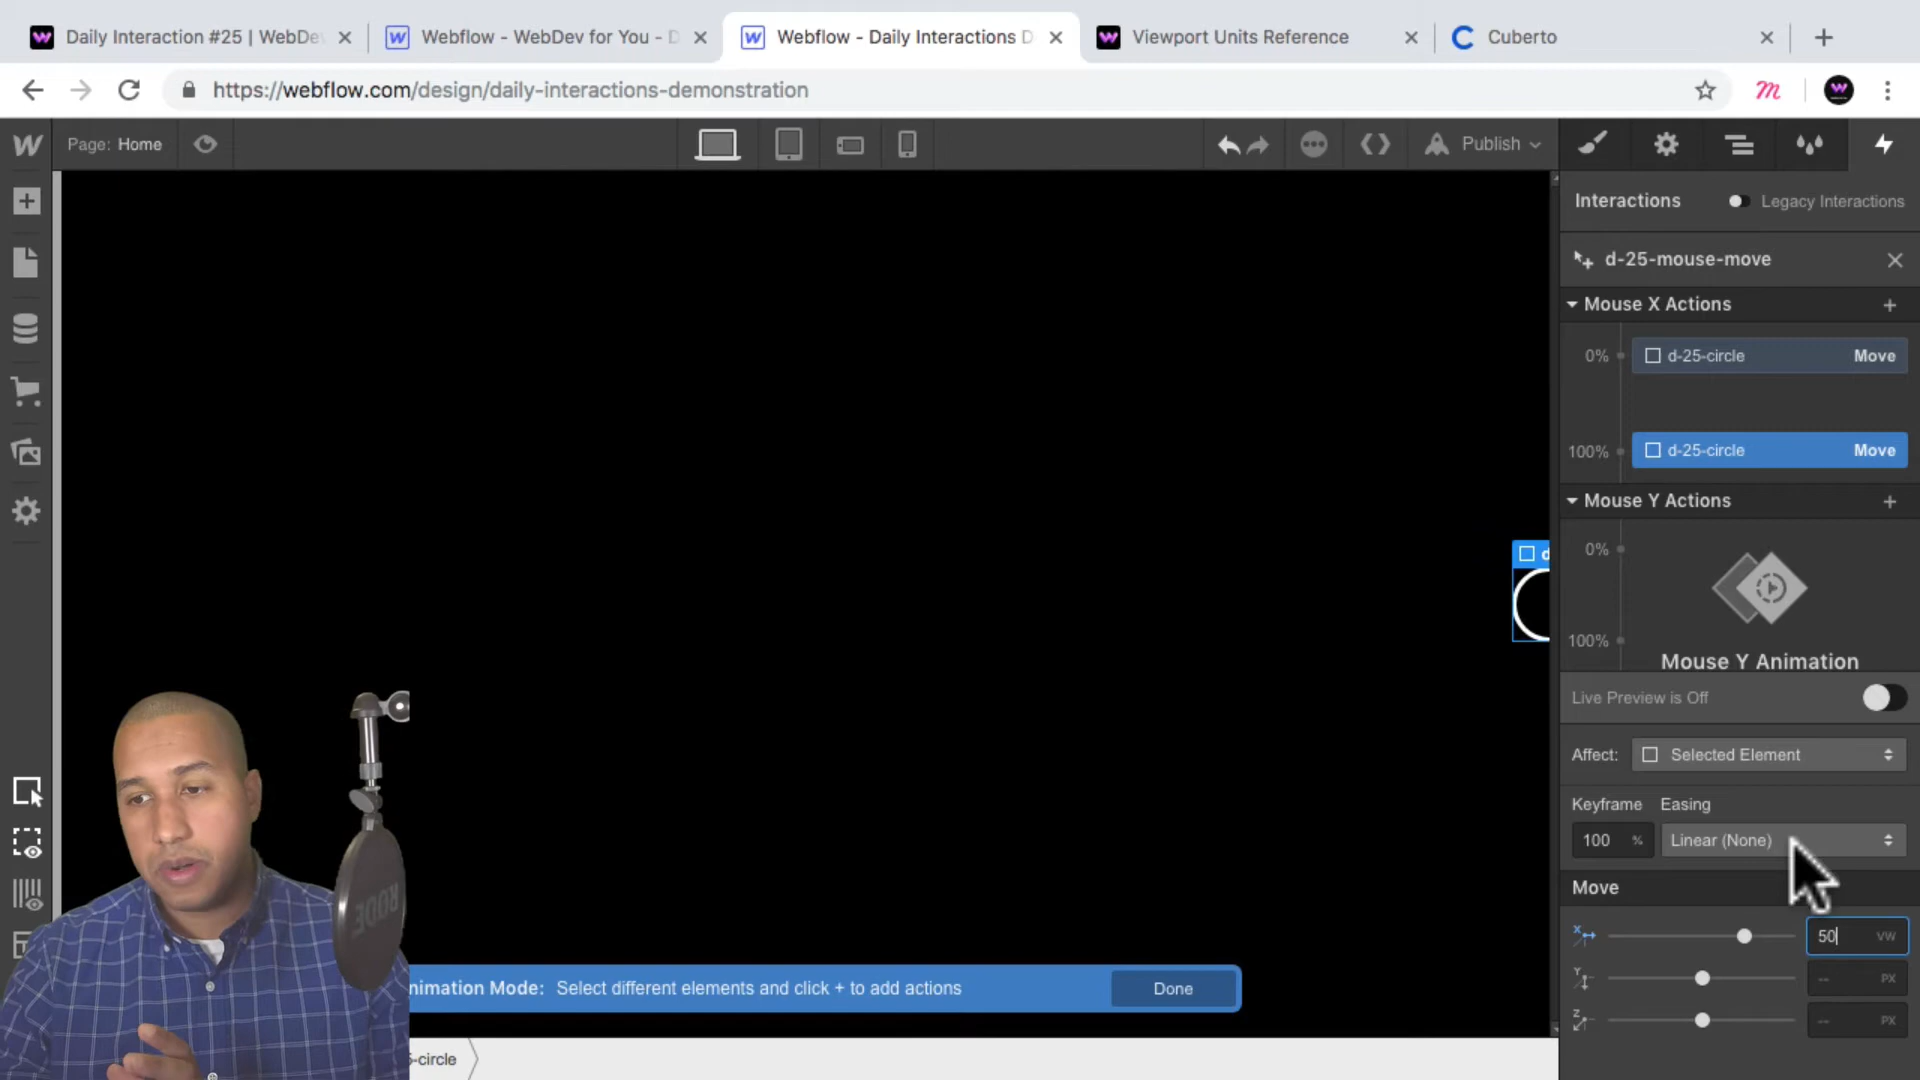 Daily Interaction #25 | WebDe
Webflow - WebDev for You - D
Webflow - Daily Interactions D
Viewport Units Reference
Cuberto
https://webflow.com/design/daily-interactions-demonstration
Page: Home
Publish
Interactions
Legacy Interactions
d-25-mouse-move
Mouse X Actions
0%
d-25-circle
Move
100%
d-25-circle
Move
Mouse Y Actions
0%
100%
Mouse Y Animation
Live Preview is Off
Affect:
Selected Element
Keyframe
Easing
100 %
Linear (None)
Move
X
50 VW
Y
-- PX
Z
-- PX
nimation Mode: Select different elements and click + to add actions
Done
-circle
RODE